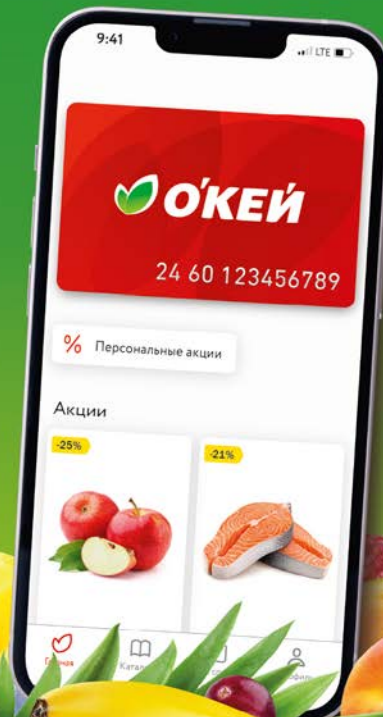 9:41
LTE
О'КЕЙ
24 60 123456789
% Персональные акции
Акции
-25%
-21%